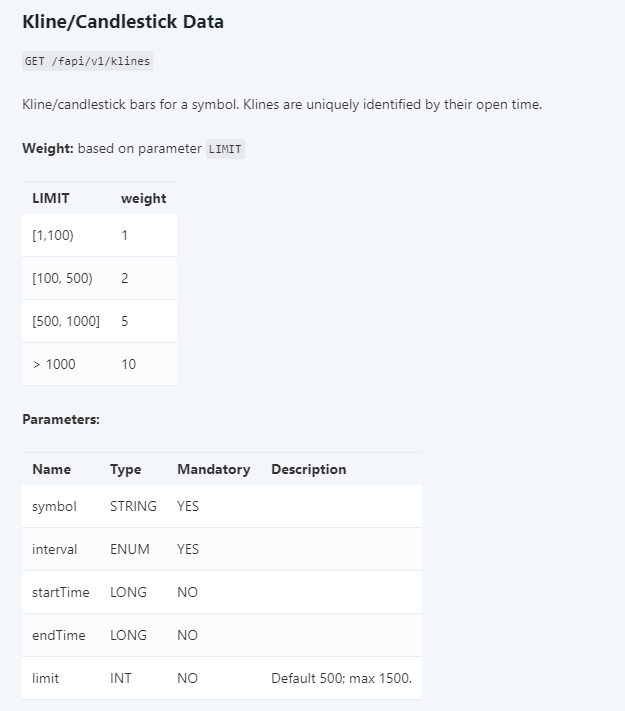 Kline/Candlestick Data
GET /fapi/v1/klines
Kline/candlestick bars for a symbol. Klines are uniquely identified by their open time.
Weight: based on parameter LIMIT
LIMIT weight
[1,100) 1
[100, 500) 2
[500, 1000] 5
> 1000 10
Parameters:
Name Type Mandatory Description
symbol STRING YES
interval ENUM YES
startTime LONG NO
endTime LONG NO
limit INT NO Default 500; max 1500.